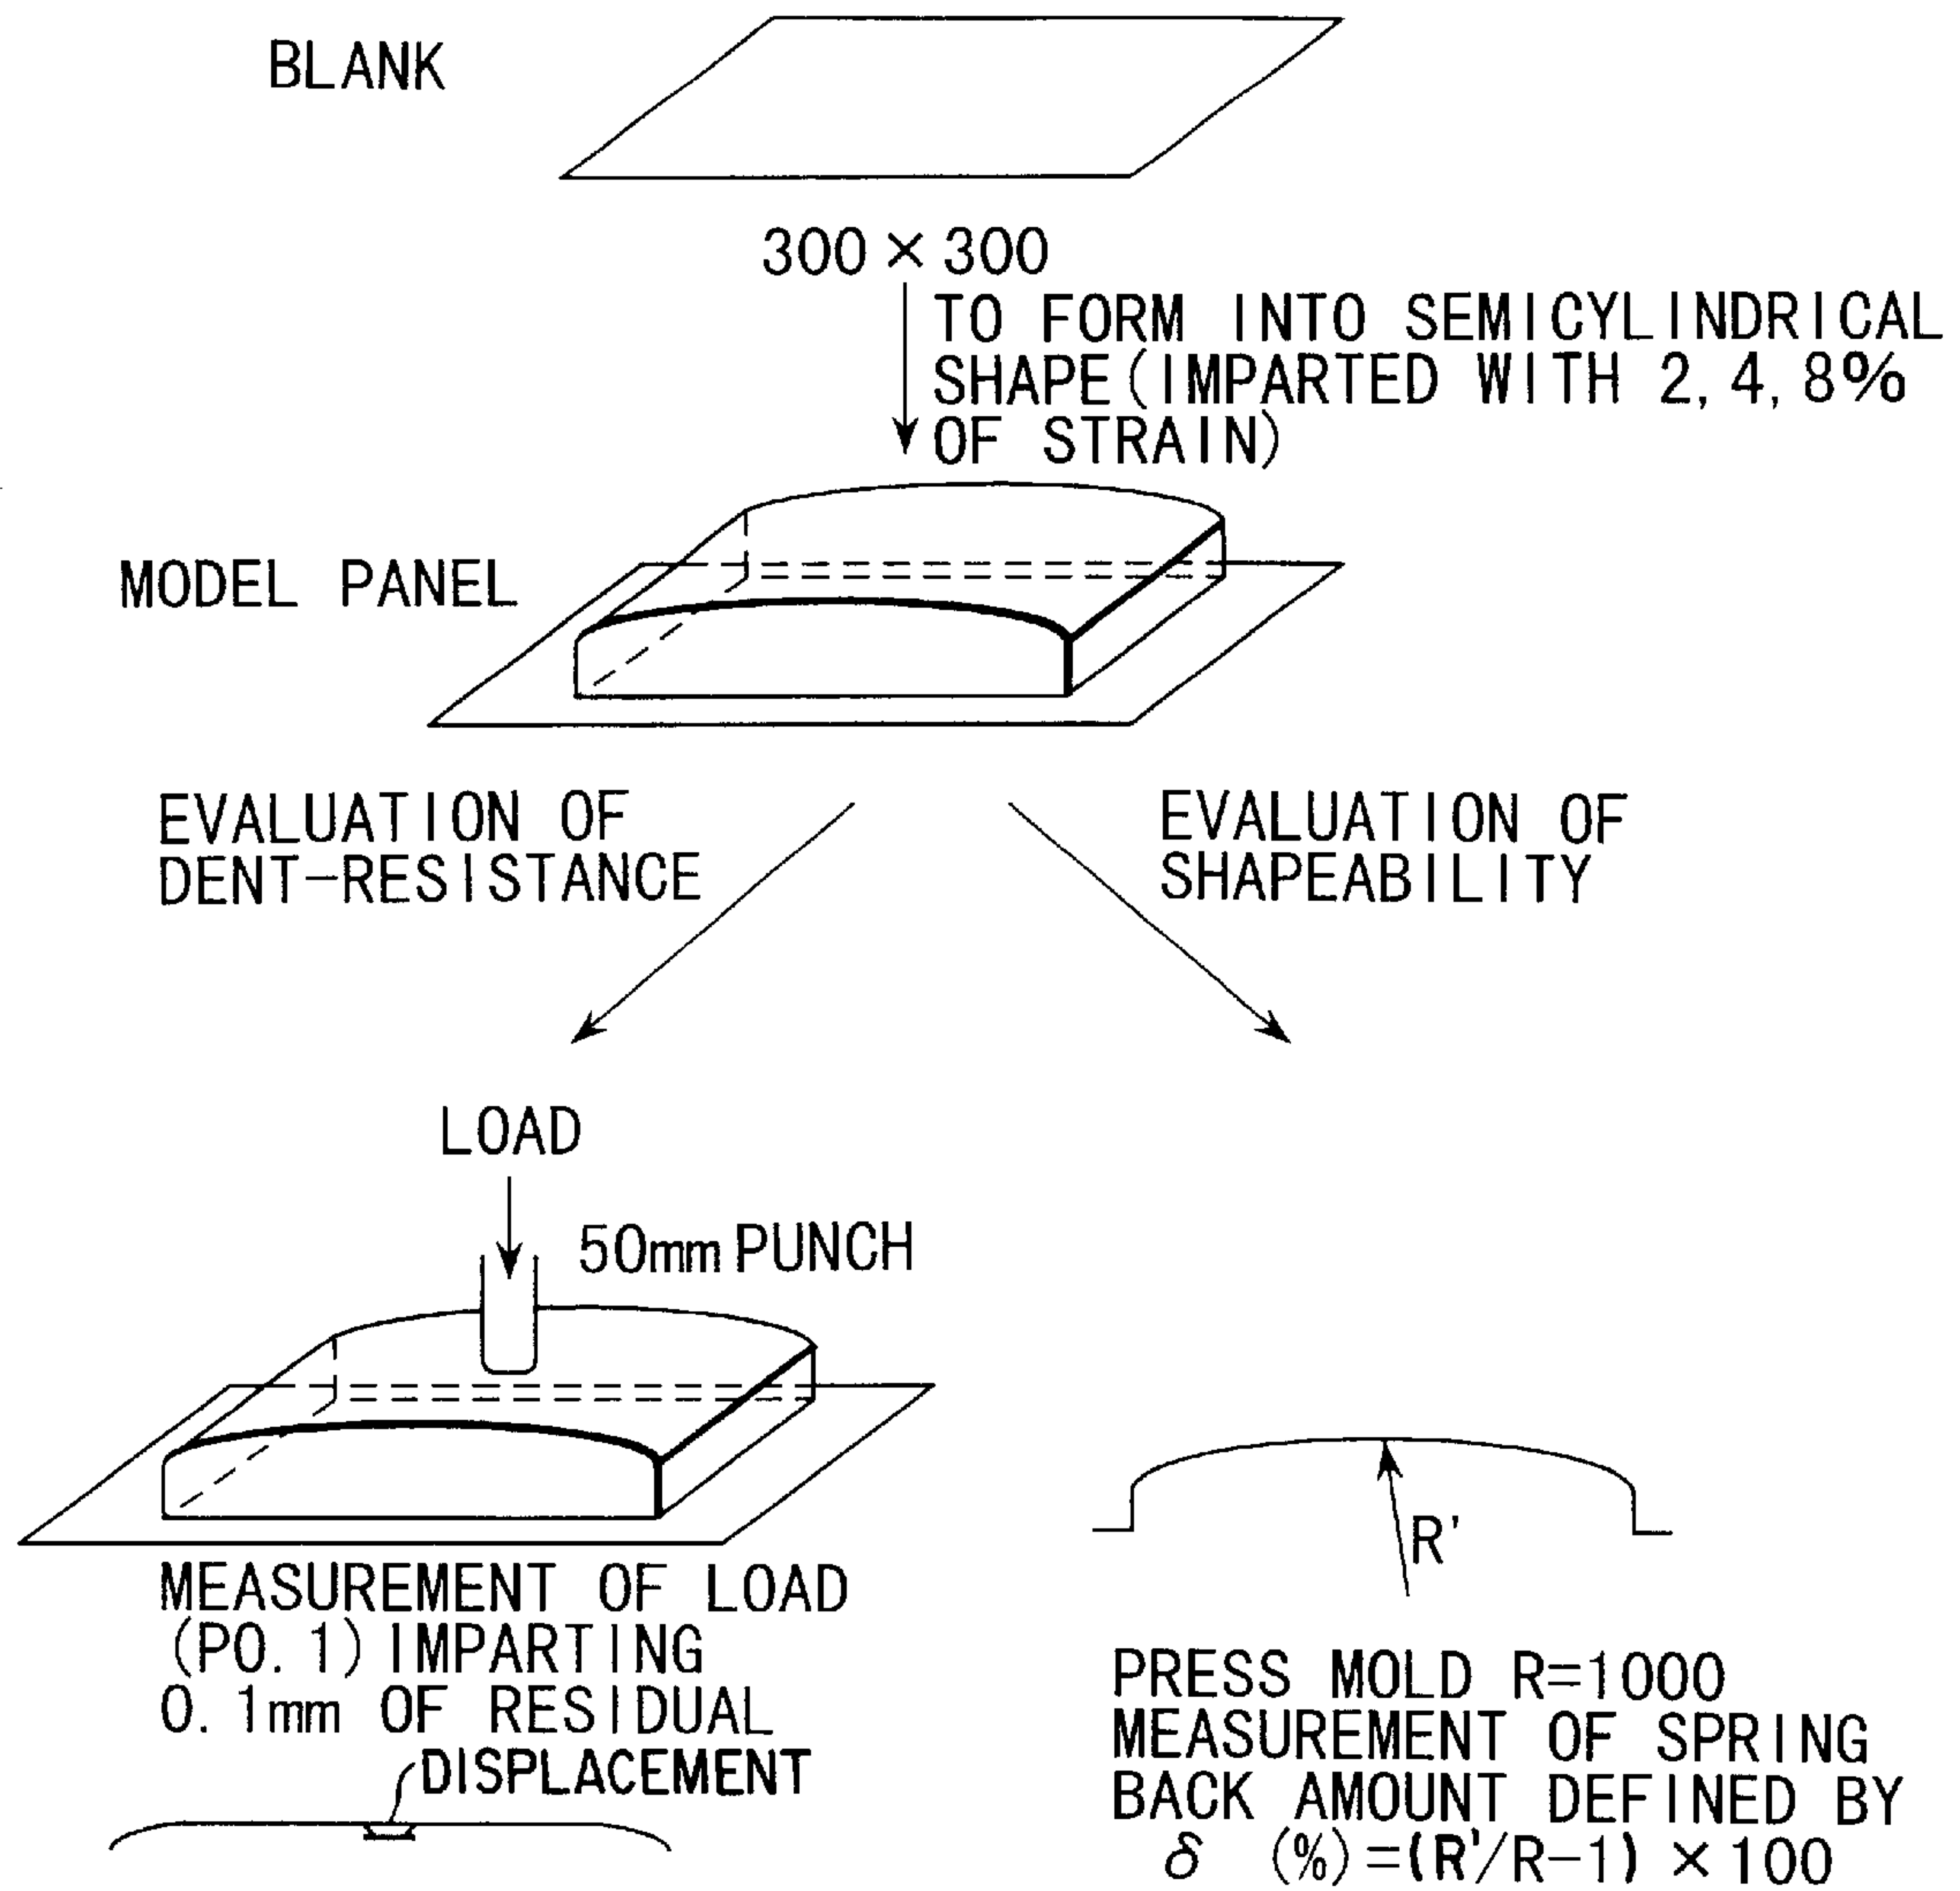 BLANK
300 × 300
TO FORM INTO SEMICYLINDRICAL
SHAPE(IMPARTED WITH 2, 4, 8%
OF STRAIN)
MODEL PANEL
EVALUATION OF
DENT-RESISTANCE
EVALUATION OF
SHAPEABILITY
LOAD
50mm PUNCH
MEASUREMENT OF LOAD
(P0. 1) IMPARTING
0. 1mm OF RESIDUAL
DISPLACEMENT
R'
PRESS MOLD R=1000
MEASUREMENT OF SPRING
BACK AMOUNT DEFINED BY
δ (%)=(R'/R-1) ×100